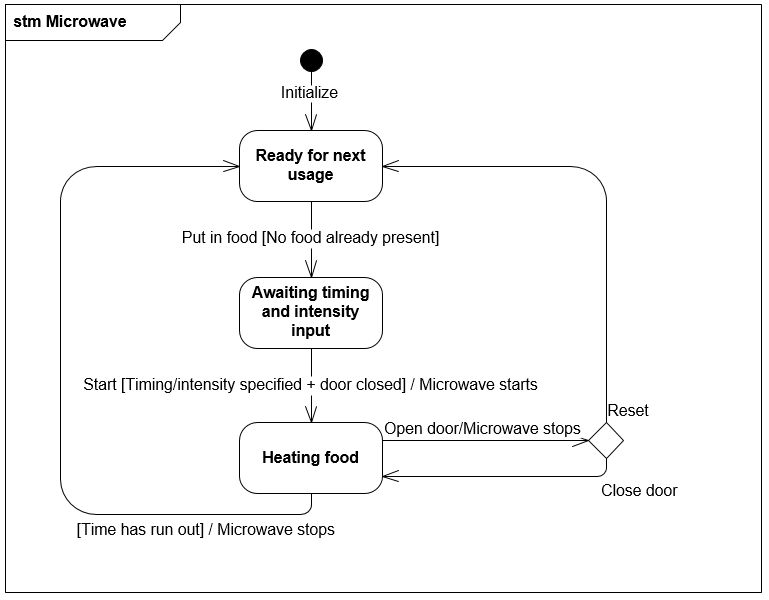 stm Microwave
Initialize
Ready for next
usage
Put in food [No food already present]
Awaiting timing
and intensity
input
Start [Timing/intensity specified + door closed] / Microwave starts
Reset
Open door/Microwave stops
Heating food
Close door
[Time has run out] / Microwave stops